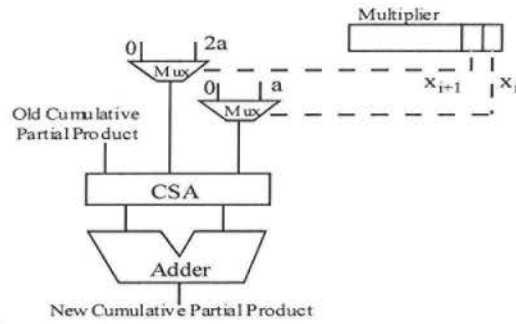 Multiplier
0 2a
Mux
0 a
Mux
x i+1 x i
Old Cumulative
Partial Product
CSA
Adder
New Cumulative Partial Product